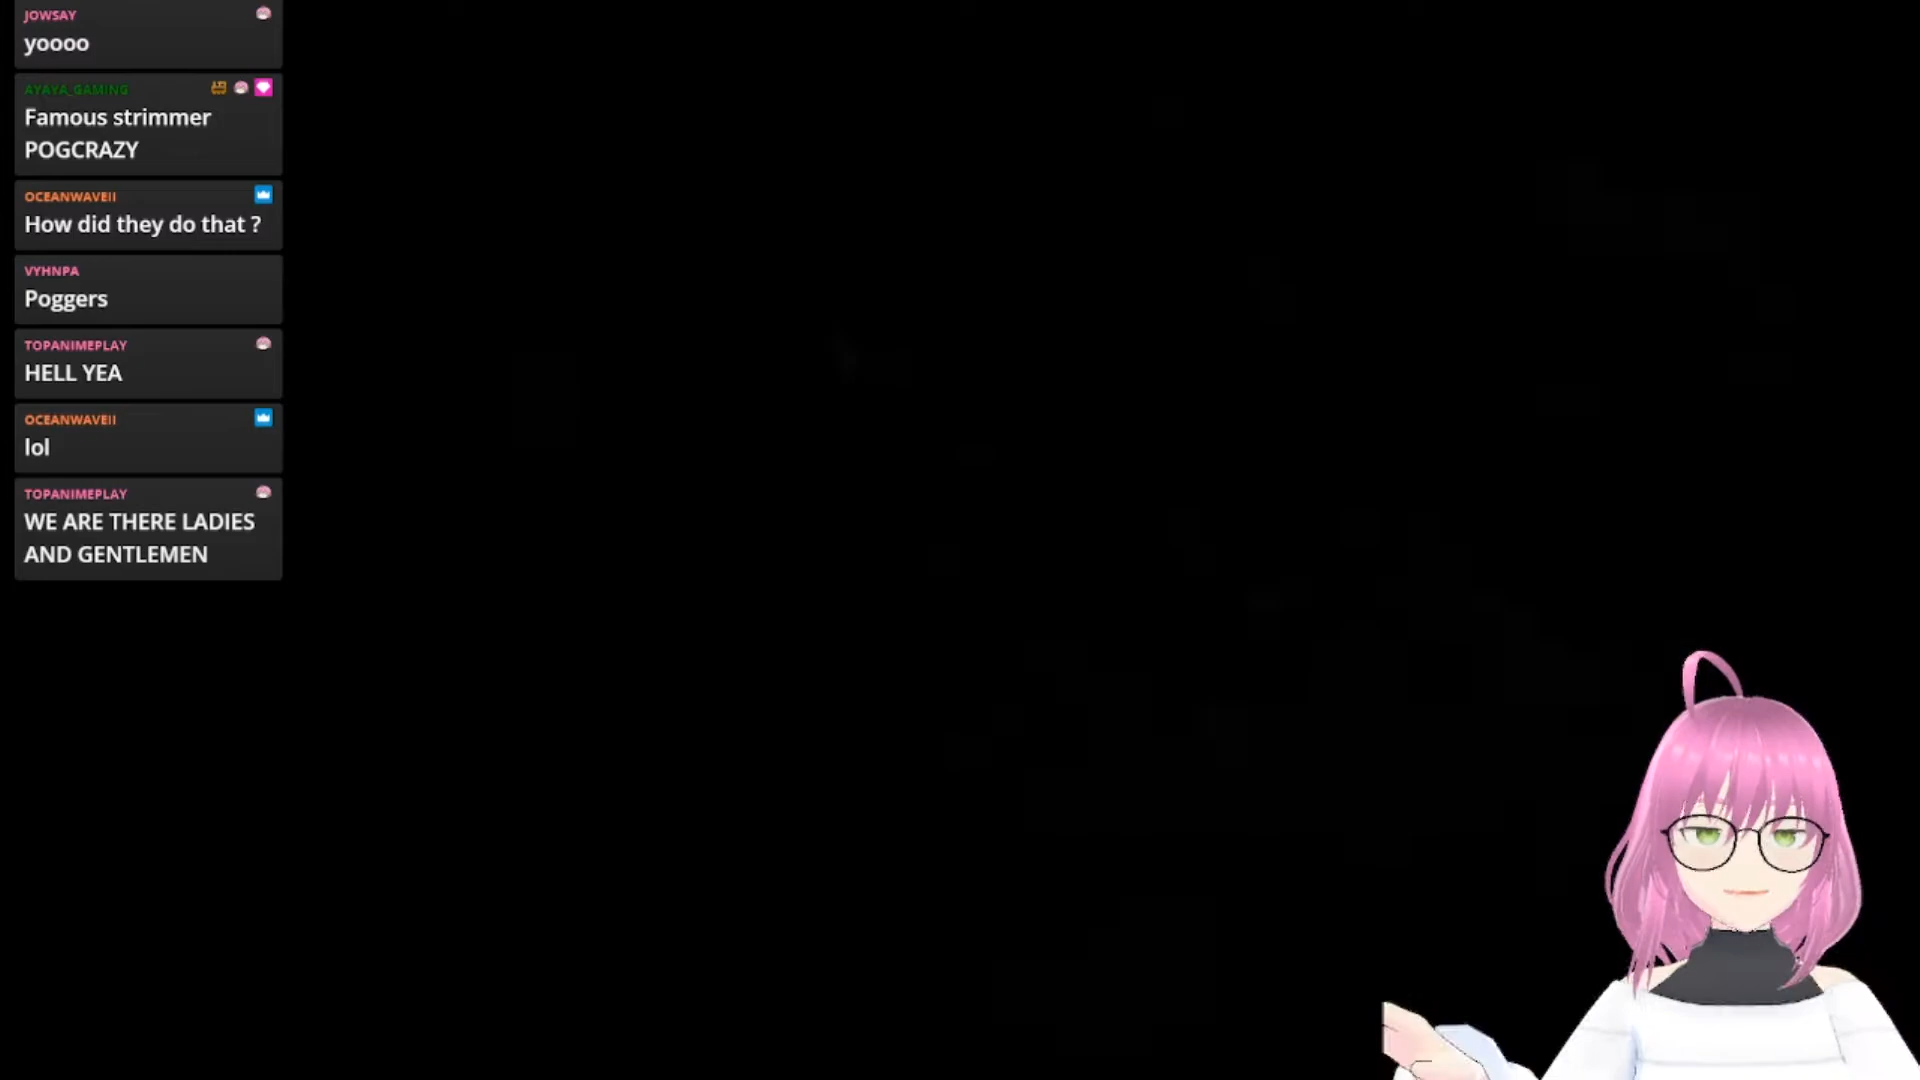 JOWSAY
yoooo
AYAYA_GAMING
Famous strimmer
POGCRAZY
OCEANWAVEII
How did they do that ?
VYHNPA
Poggers
TOPANIMEPLAY
HELL YEA
OCEANWAVEII
lol
TOPANIMEPLAY
WE ARE THERE LADIES
AND GENTLEMEN